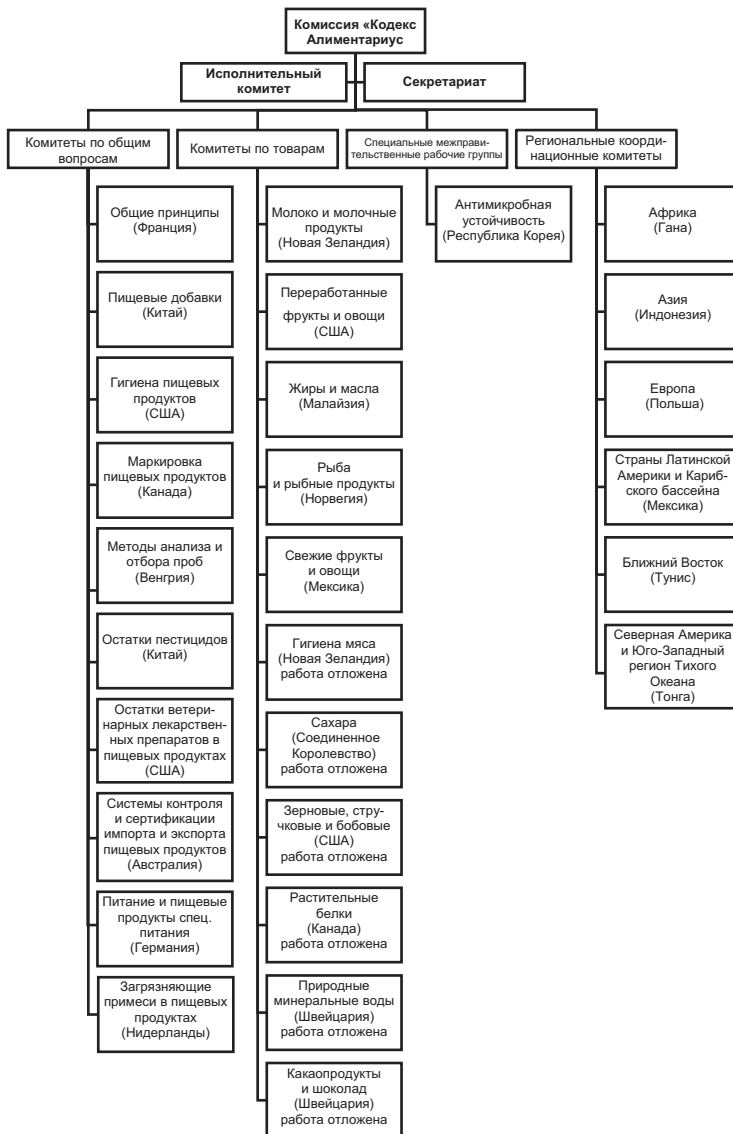 Комиссия «Кодекс
Алиментариус
Исполнительный
комитет
Секретариат
Комитеты по общим
вопросам
Комитеты по товарам
Специальные межправи-
тельственные рабочие
группы
Региональные коорди-
национные комитеты
Общие принципы
(Франция)
Пищевые добавки
(Китай)
Гигиена пищевых
продуктов
(США)
Маркировка
пищевых продуктов
(Канада)
Методы анализа и
отбора проб
(Венгрия)
Остатки пестицидов
(Китай)
Остатки ветери-
нарных лекарствен-
ных препаратов в
пищевых продуктах
(США)
Системы контроля
и сертификации
импорта и экспорта
пищевых продуктов
(Австралия)
Питание и пищевые
продукты спец.
питания
(Германия)
Загрязняющие
примеси в пищевых
продуктах
(Нидерланды)
Молоко и молочные
продукты
(Новая Зеландия)
Переработанные
фрукты и овощи
(США)
Жиры и масла
(Малайзия)
Рыба
и рыбные продукты
(Норвегия)
Свежие фрукты
и овощи
(Мексика)
Гигиена мяса
(Новая Зеландия)
работа отложена
Сахара
(Соединенное
Королевство)
работа отложена
Зерновые, стру-
чковые и бобовые
(США)
работа отложена
Растительные
белки
(Канада)
работа отложена
Природные
минеральные воды
(Швейцария)
работа отложена
Какаопродукты
и шоколад
(Швейцария)
работа отложена
Антимикробная
устойчивость
(Республика Корея)
Африка
(Гана)
Азия
(Индонезия)
Европа
(Польша)
Страны Латинской
Америки и Кариб-
ского бассейна
(Мексика)
Ближний Восток
(Тунис)
Северная Америка
и Юго-Западный
регион Тихого
Океана
(Тонга)